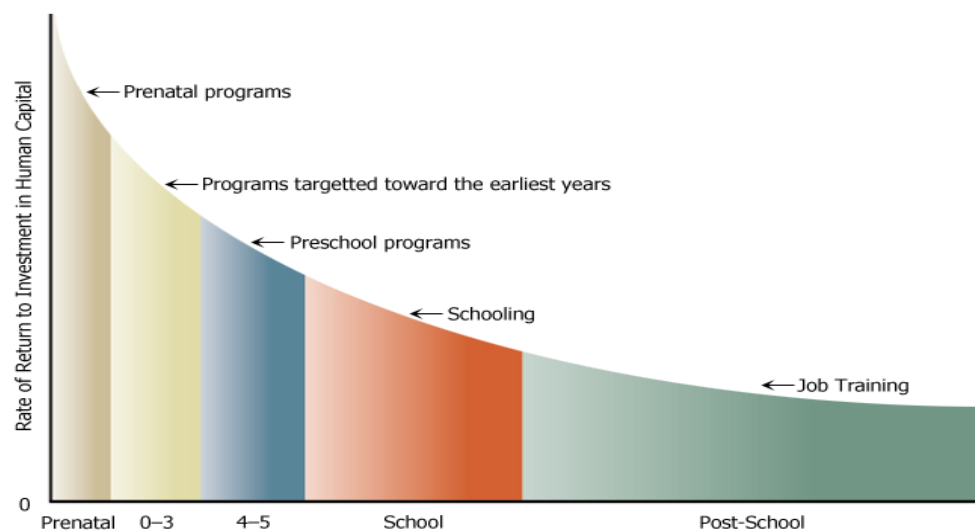 Rate of Return to Investment in Human Capital
Prenatal programs
Programs targetted toward the earliest years
Preschool programs
Schooling
Job Training
0
Prenatal
0–3
4–5
School
Post-School